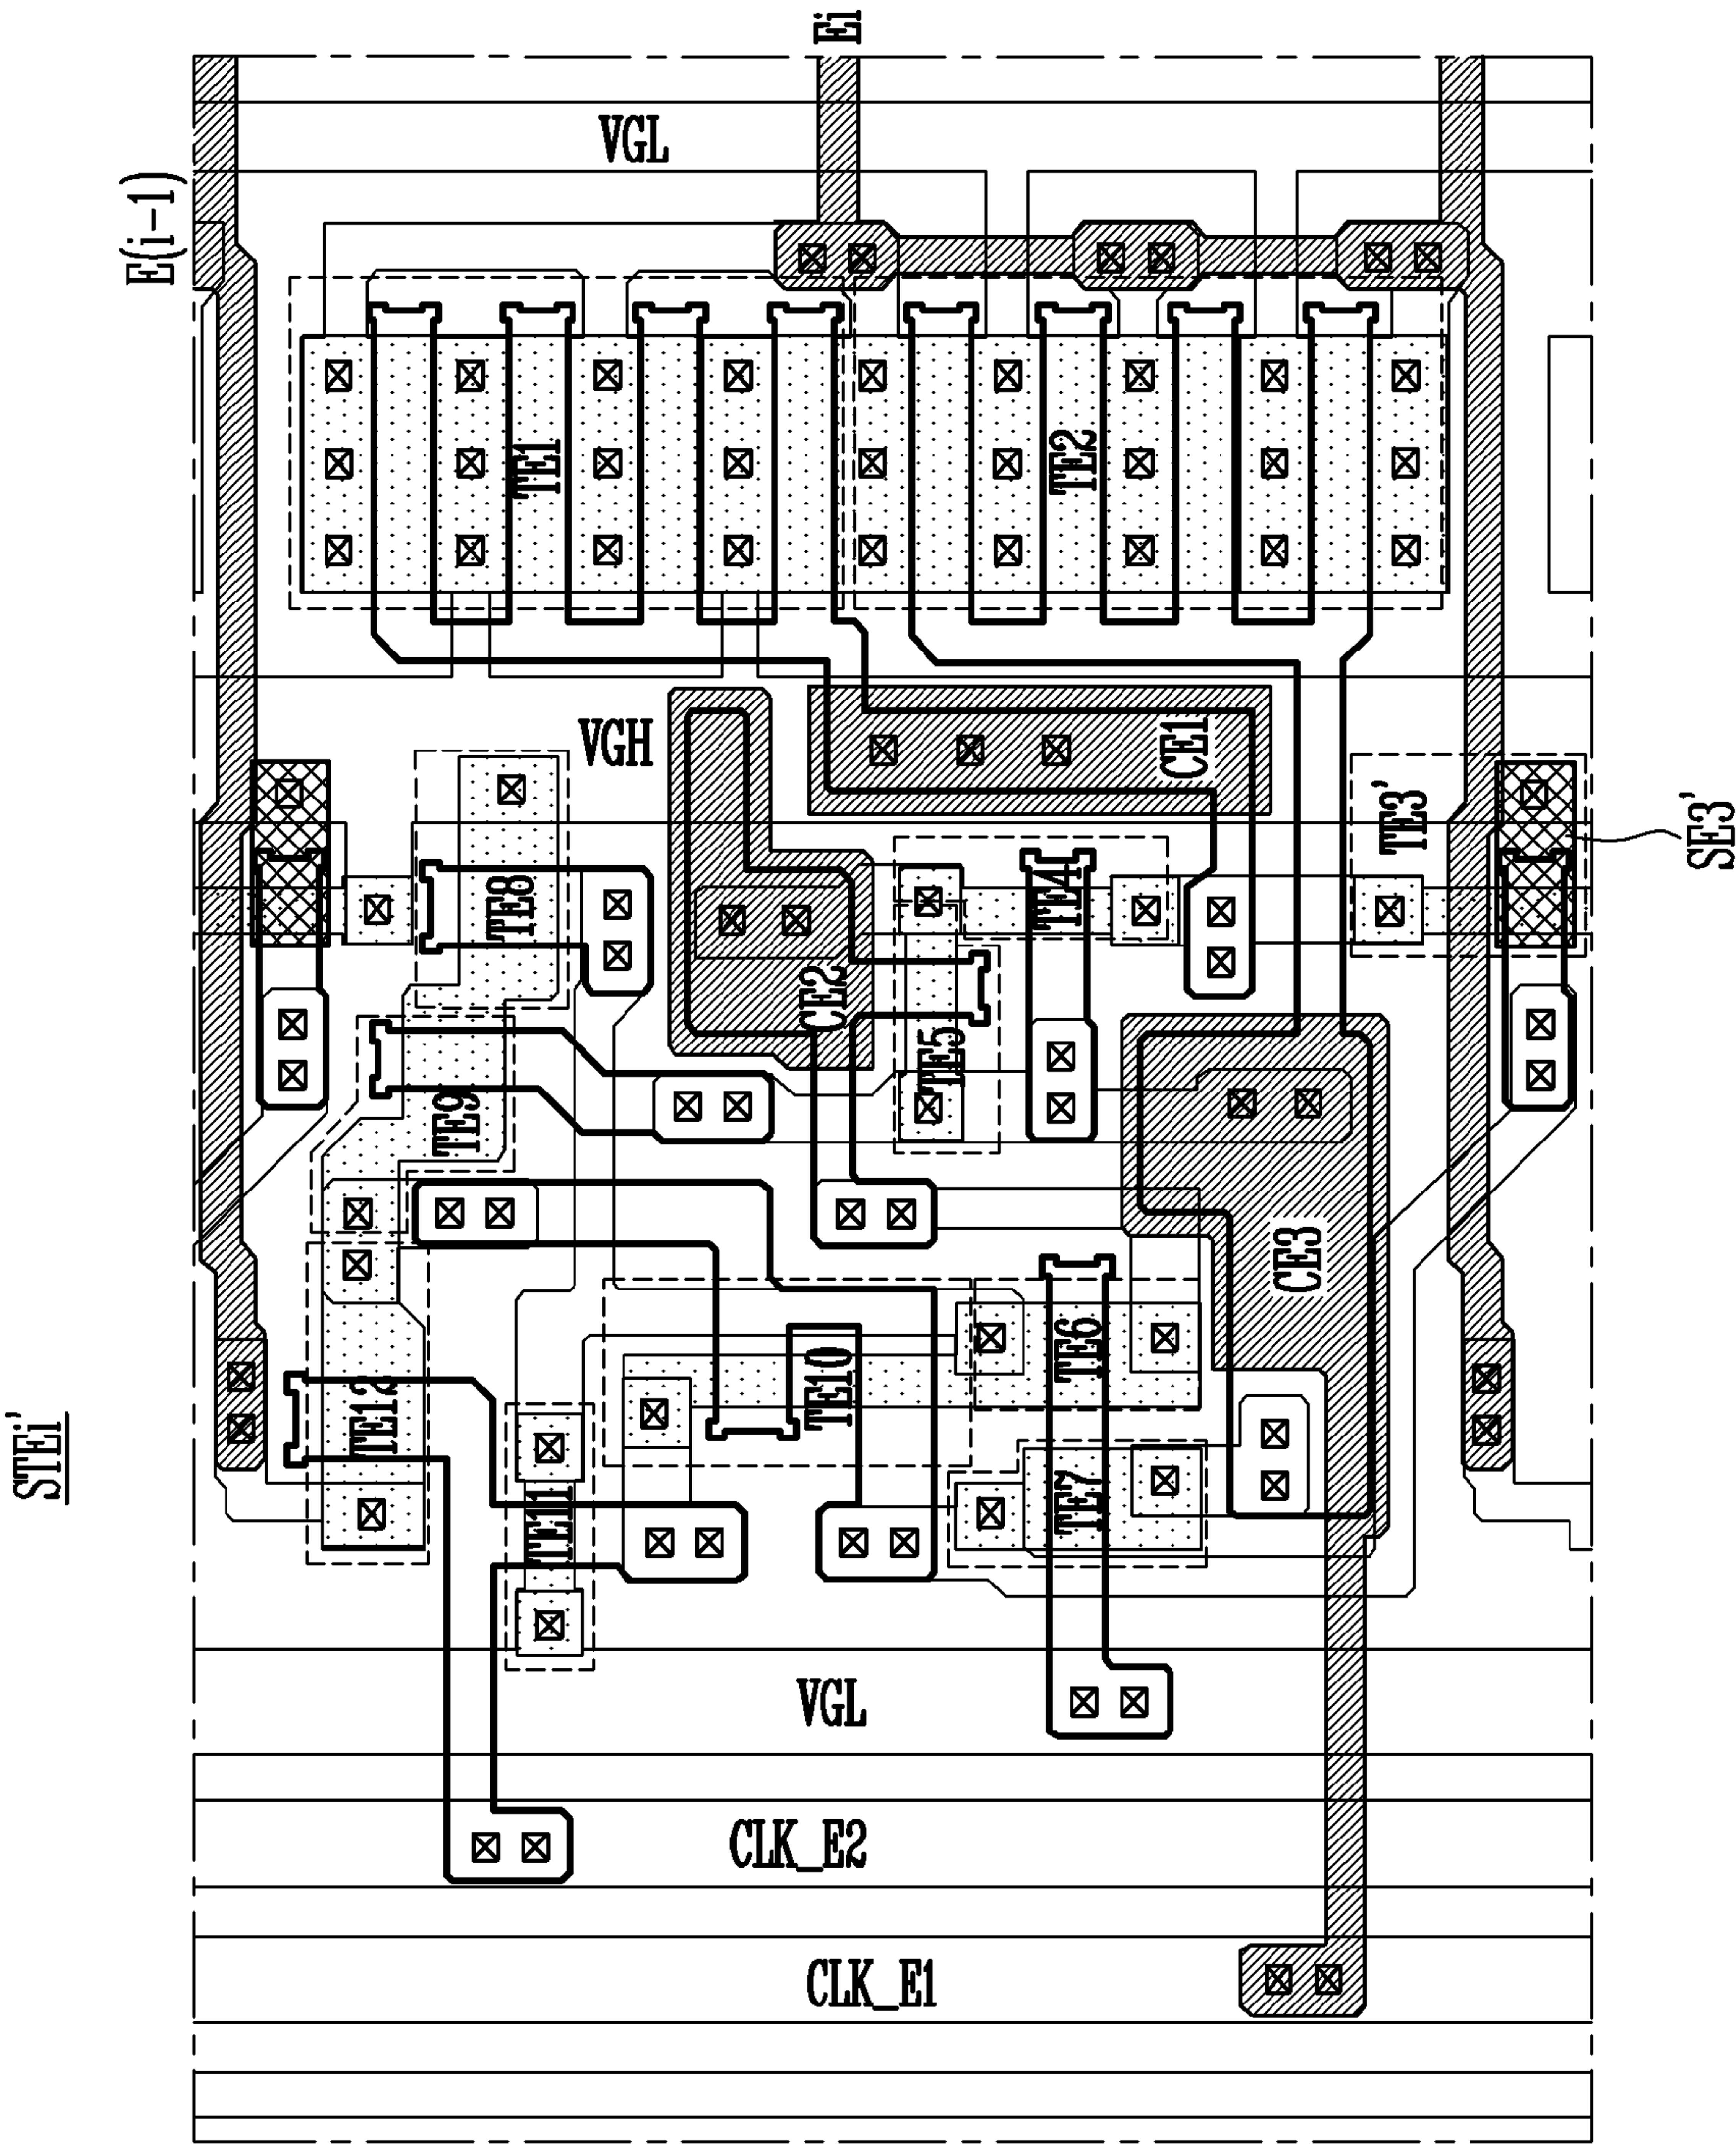 Ei
VGL
E(i-1)
TE1
TE2
VGH
CE1
TE3'
SE3'
TE8
TE4
CE2
TE5
TE9
CE3
TE6
TE10
TE12
STEi'
TE7
TE11
VGL
CLK_E2
CLK_E1